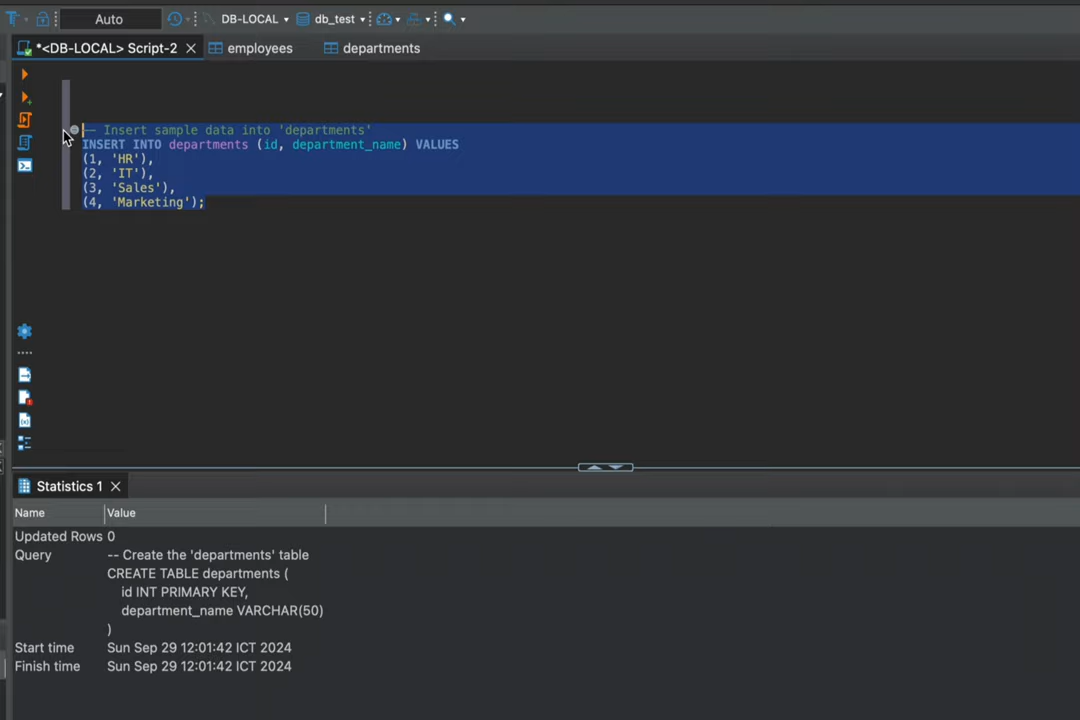 Auto DB-LOCAL db_test
*<DB-LOCAL> Script-2 employees departments
-- Insert sample data into 'departments'
INSERT INTO departments (id, department_name) VALUES
(1, 'HR'),
(2, 'IT'),
(3, 'Sales'),
(4, 'Marketing');
Statistics 1
Name Value
Updated Rows 0
Query -- Create the 'departments' table
CREATE TABLE departments (
id INT PRIMARY KEY,
department_name VARCHAR(50)
)
Start time Sun Sep 29 12:01:42 ICT 2024
Finish time Sun Sep 29 12:01:42 ICT 2024